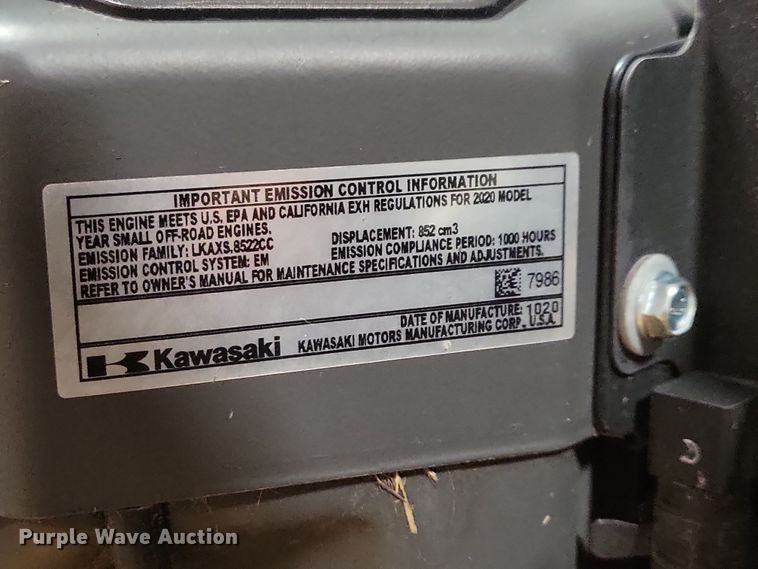 IMPORTANT EMISSION CONTROL INFORMATION
THIS ENGINE MEETS U.S. EPA AND CALIFORNIA EXH REGULATIONS FOR 2020 MODEL
YEAR SMALL OFF-ROAD ENGINES.
EMISSION FAMILY: LKAXS.8522CC DISPLACEMENT: 852 cm3
EMISSION CONTROL SYSTEM: EM EMISSION COMPLIANCE PERIOD: 1000 HOURS
REFER TO OWNER'S MANUAL FOR MAINTENANCE SPECIFICATIONS AND ADJUSTMENTS.
7986
DATE OF MANUFACTURE: 1020
Kawasaki KAWASAKI MOTORS MANUFACTURING CORP., U.S.A.
Purple Wave Auction